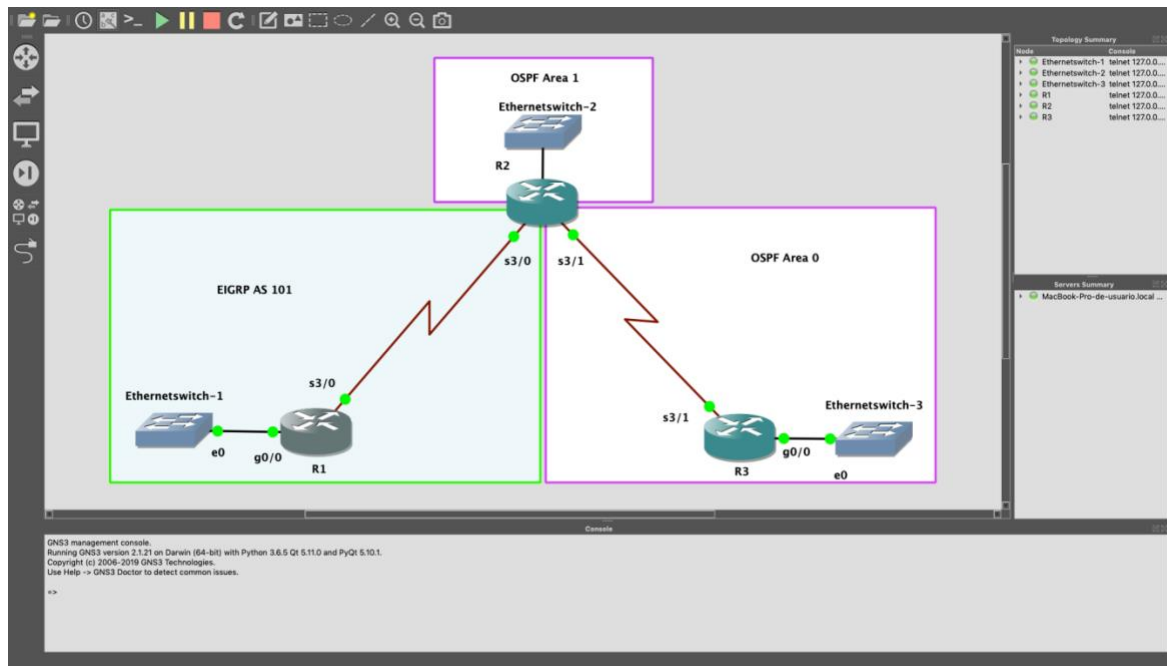 Topology Summary
Node Console
Ethernetswitch-1 telnet 127.0.0....
Ethernetswitch-2 telnet 127.0.0....
Ethernetswitch-3 telnet 127.0.0....
R1 telnet 127.0.0....
R2 telnet 127.0.0....
R3 telnet 127.0.0....
OSPF Area 1
Ethernetswitch-2
R2
s3/0 s3/1
OSPF Area 0
EIGRP AS 101
Servers Summary
MacBook-Pro-de-usuario.local ...
s3/0
Ethernetswitch-1
Ethernetswitch-3
s3/1
e0 g0/0
R1
g0/0
R3
e0
Console
GNS3 management console.
Running GNS3 version 2.1.21 on Darwin (64-bit) with Python 3.6.5 Qt 5.11.0 and PyQt 5.10.1.
Copyright (c) 2006-2019 GNS3 Technologies.
Use Help -> GNS3 Doctor to detect common issues.
=>